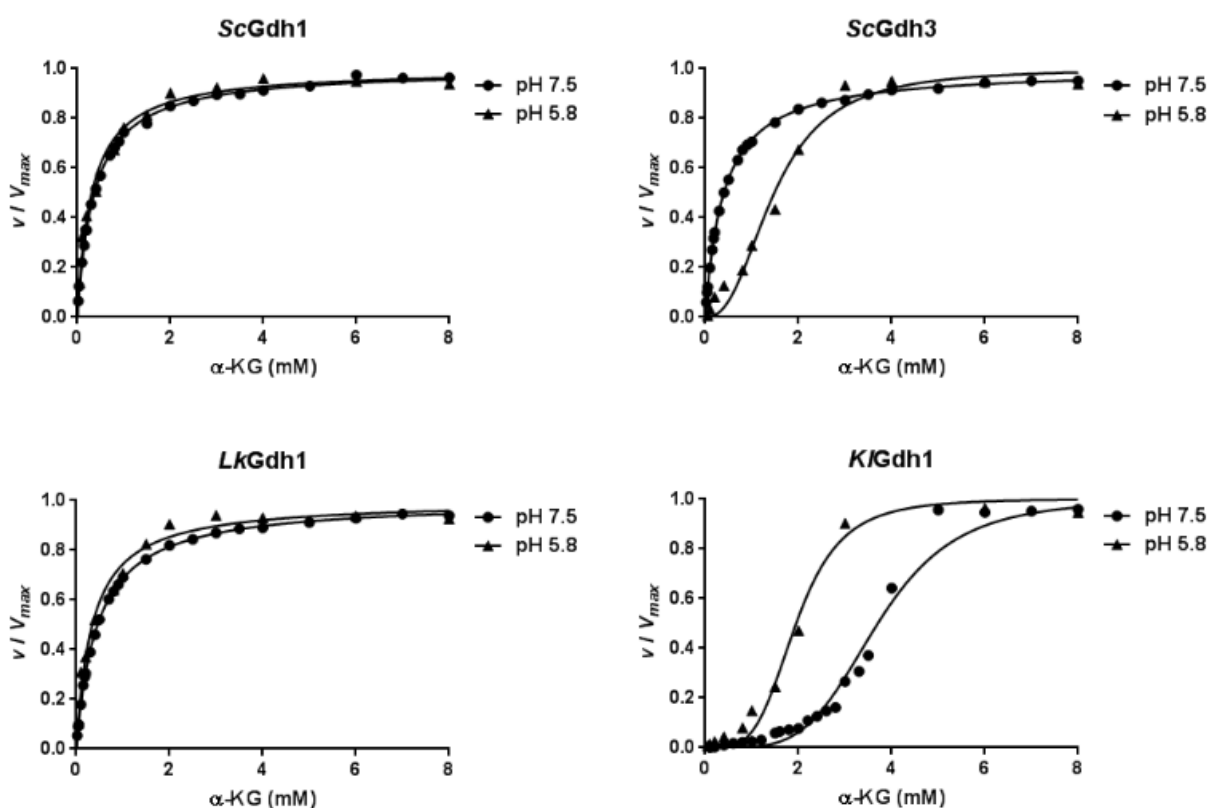 ScGdh1
1.0
0.8
0.6
0.4
0.2
0.0
v / Vmax
0 2 4 6 8
α-KG (mM)
pH 7.5
pH 5.8
ScGdh3
1.0
0.8
0.6
0.4
0.2
0.0
v / Vmax
0 2 4 6 8
α-KG (mM)
pH 7.5
pH 5.8
LkGdh1
1.0
0.8
0.6
0.4
0.2
0.0
v / Vmax
0 2 4 6 8
α-KG (mM)
pH 7.5
pH 5.8
KlGdh1
1.0
0.8
0.6
0.4
0.2
0.0
v / Vmax
0 2 4 6 8
α-KG (mM)
pH 7.5
pH 5.8